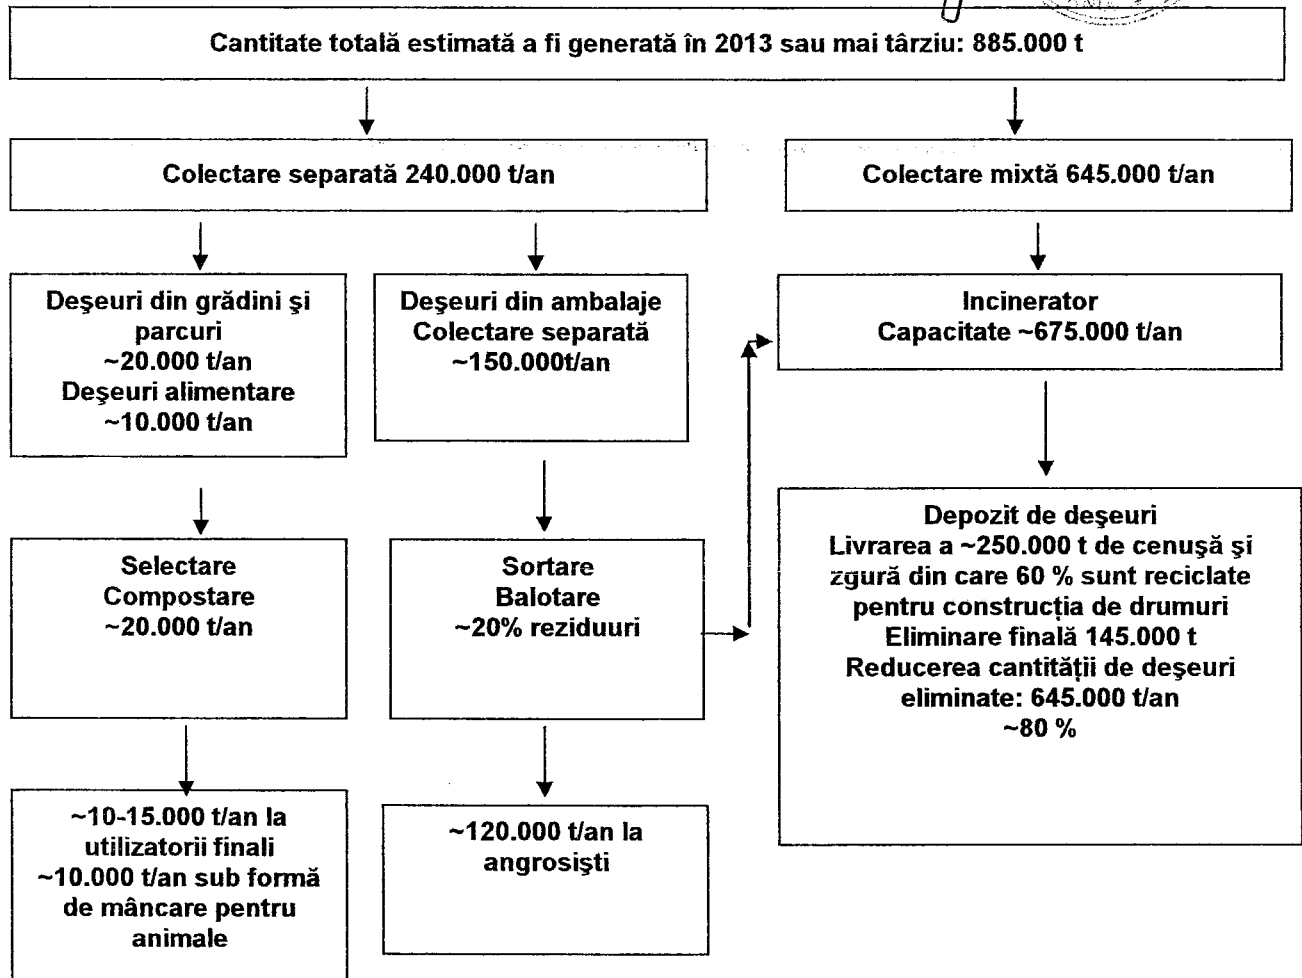 Cantitate totală estimată a fi generată în 2013 sau mai târziu: 885.000 t
Colectare separată 240.000 t/an
Colectare mixtă 645.000 t/an
Deşeuri din grădini şi
parcuri
~20.000 t/an
Deşeuri alimentare
~10.000 t/an
Deşeuri din ambalaje
Colectare separată
~150.000t/an
Incinerator
Capacitate ~675.000 t/an
Selectare
Compostare
~20.000 t/an
Sortare
Balotare
~20% reziduuri
Depozit de deşeuri
Livrarea a ~250.000 t de cenuşă şi
zgură din care 60 % sunt reciclate
pentru construcția de drumuri
Eliminare finală 145.000 t
Reducerea cantității de deşeuri
eliminate: 645.000 t/an
~80 %
~10-15.000 t/an la
utilizatorii finali
~10.000 t/an sub formă
de mâncare pentru
animale
~120.000 t/an la
angrosişti